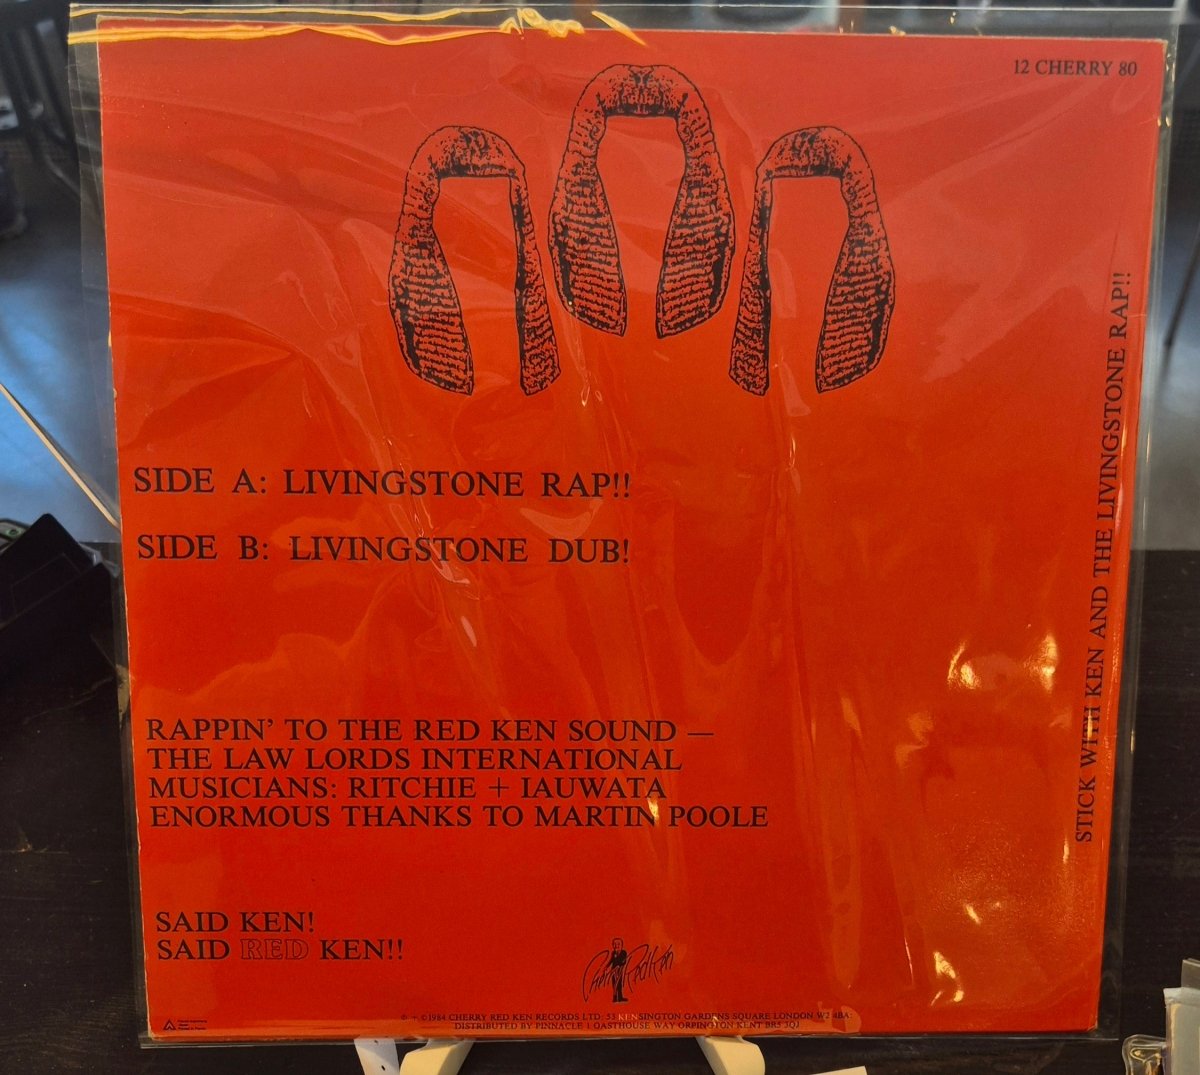 12 CHERRY 80
SIDE A: LIVINGSTONE RAP!!
SIDE B: LIVINGSTONE DUB!
RAPPIN' TO THE RED KEN SOUND —
THE LAW LORDS INTERNATIONAL
MUSICIANS: RITCHIE + IAUWATA
ENORMOUS THANKS TO MARTIN POOLE
SAID KEN!
SAID RED KEN!!
Cherry Red Ken
℗ + ©1984 CHERRY RED KEN RECORDS LTD: 53 KENSINGTON GARDENS SQUARE LONDON W2 4BA:
DISTRIBUTED BY PINNACLE 1 OASTHOUSE WAY ORPINGTON KENT BR5 3QJ
STICK WITH KEN AND THE LIVINGSTONE RAP!!